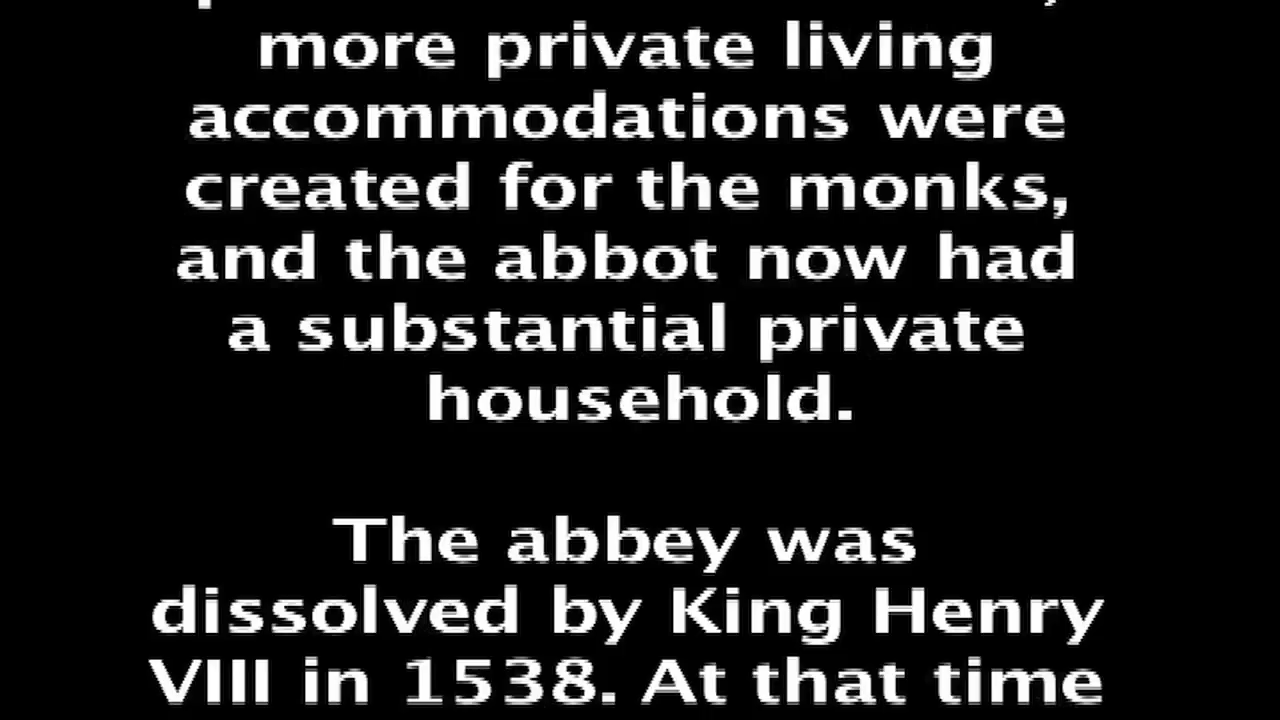 more private living
accommodations were
created for the monks,
and the abbot now had
a substantial private
household.
The abbey was
dissolved by King Henry
VIII in 1538. At that time